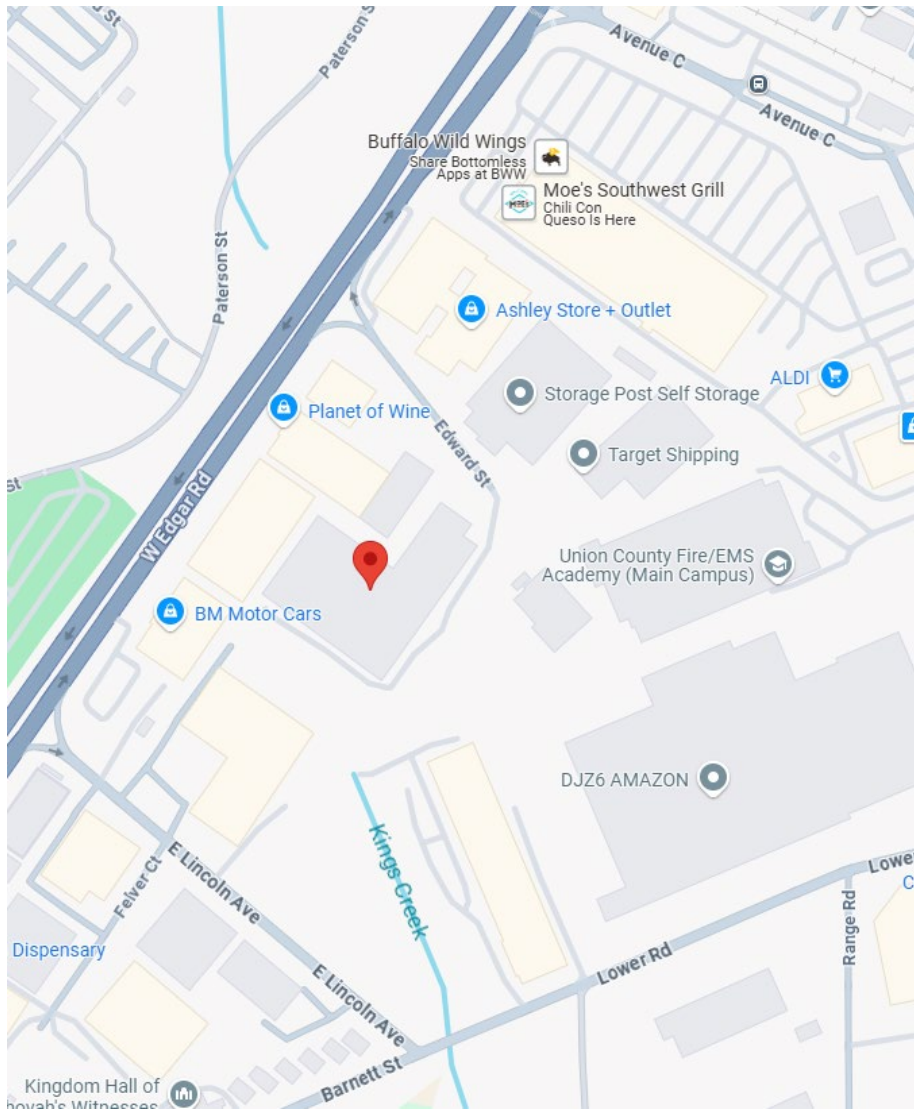 Paterson St
Avenue C
Avenue C
Buffalo Wild Wings
Share Bottomless
Apps at BWW
Moe's Southwest Grill
Chili Con
Queso Is Here
MOE'S
Paterson St
Ashley Store + Outlet
ALDI
Storage Post Self Storage
Planet of Wine
Edward St
Target Shipping
St
W Edgar Rd
Union County Fire/EMS
Academy (Main Campus)
BM Motor Cars
DJZ6 AMAZON
Kings Creek
E Lincoln Ave
Felver Ct
Lower
C
Dispensary
Range Rd
Lower Rd
E Lincoln Ave
Barnett St
Kingdom Hall of
hovah's Witnesses